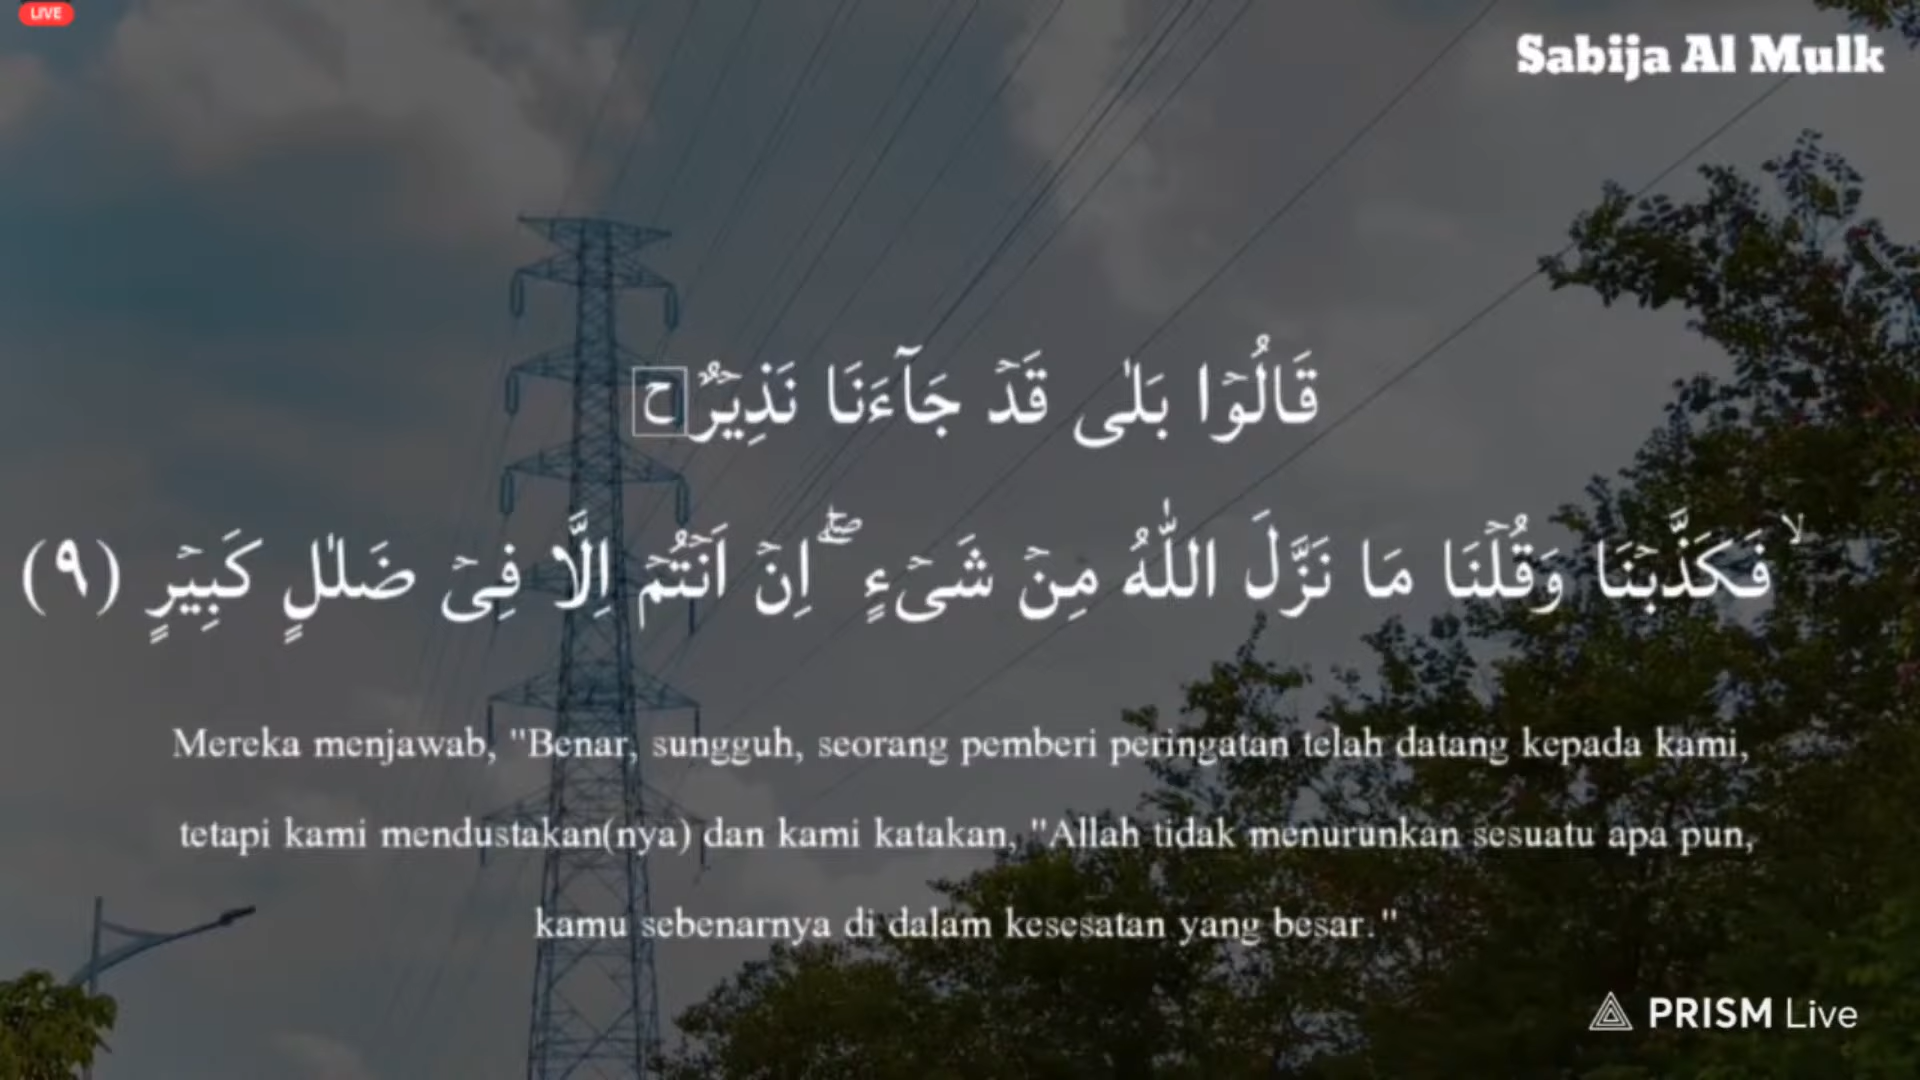 LIVE
Sabija Al Mulk
قَالُوْا بَلٰى قَدْ جَاۤءَنَا نَذِيْرٌ ەۙ ح
فَكَذَّبْنَا وَقُلْنَا مَا نَزَّلَ اللّٰهُ مِنْ شَيْءٍۖ اِنْ اَنْتُمْ اِلَّا فِيْ ضَلٰلٍ كَبِيْرٍ (٩)
Mereka menjawab, "Benar, sungguh, seorang pemberi peringatan telah datang kepada kami,
tetapi kami mendustakan(nya) dan kami katakan, "Allah tidak menurunkan sesuatu apa pun,
kamu sebenarnya di dalam kesesatan yang besar."
PRISM Live